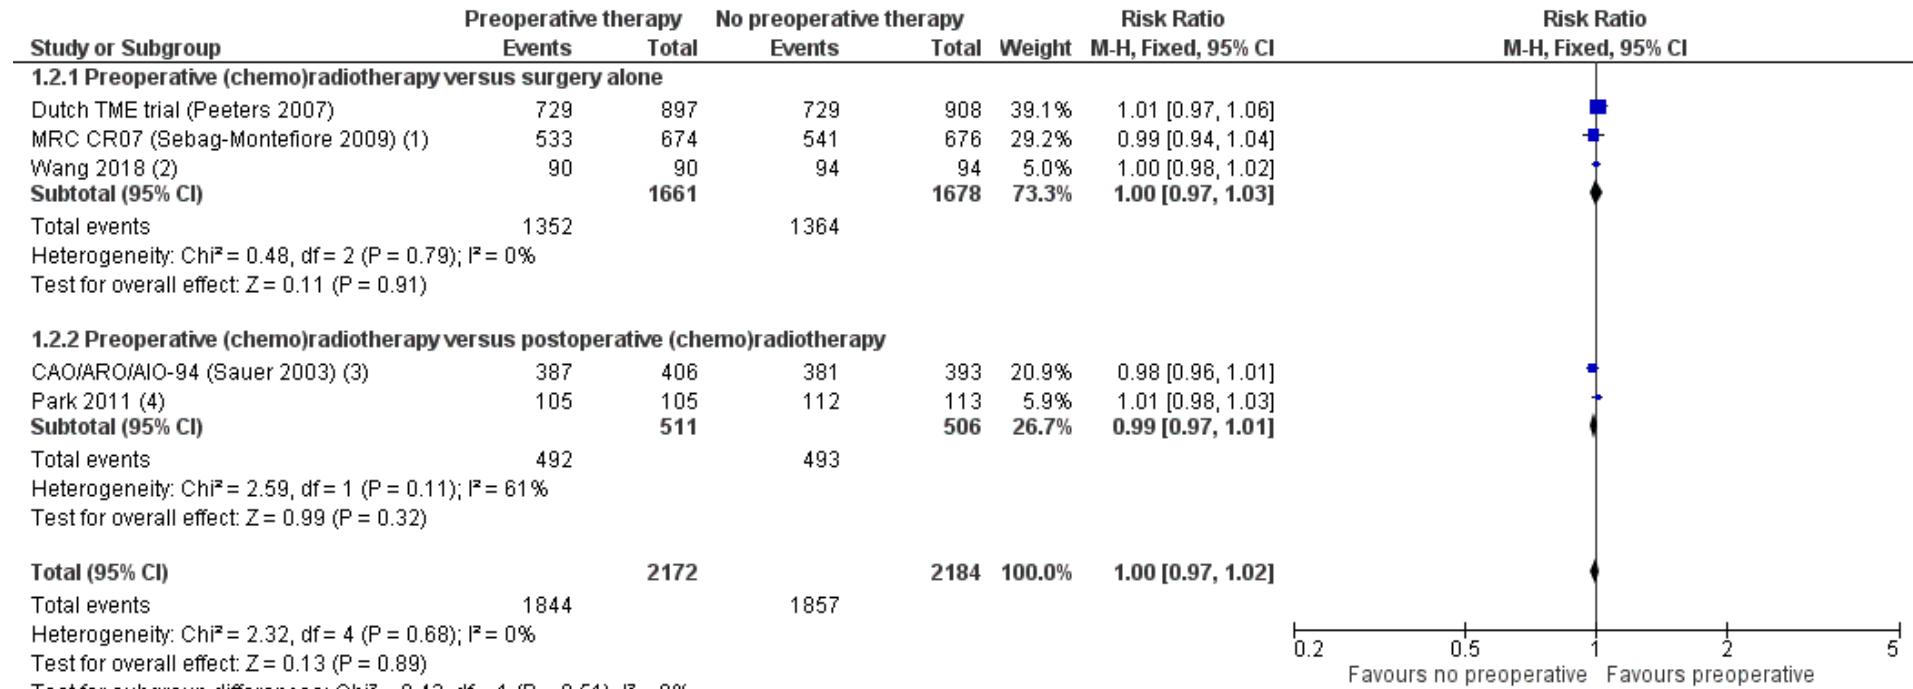 Preoperative therapy No preoperative therapy Risk Ratio Risk Ratio
Study or Subgroup Events Total Events Total Weight M-H, Fixed, 95% CI M-H, Fixed, 95% CI
1.2.1 Preoperative (chemo)radiotherapy versus surgery alone
Dutch TME trial (Peeters 2007) 729 897 729 908 39.1% 1.01 [0.97, 1.06]
MRC CR07 (Sebag-Montefiore 2009) (1) 533 674 541 676 29.2% 0.99 [0.94, 1.04]
Wang 2018 (2) 90 90 94 94 5.0% 1.00 [0.98, 1.02]
Subtotal (95% CI) 1661 1678 73.3% 1.00 [0.97, 1.03]
Total events 1352 1364
Heterogeneity: Chi² = 0.48, df = 2 (P = 0.79); I² = 0%
Test for overall effect: Z = 0.11 (P = 0.91)
1.2.2 Preoperative (chemo)radiotherapy versus postoperative (chemo)radiotherapy
CAO/ARO/AIO-94 (Sauer 2003) (3) 387 406 381 393 20.9% 0.98 [0.96, 1.01]
Park 2011 (4) 105 105 112 113 5.9% 1.01 [0.98, 1.03]
Subtotal (95% CI) 511 506 26.7% 0.99 [0.97, 1.01]
Total events 492 493
Heterogeneity: Chi² = 2.59, df = 1 (P = 0.11); I² = 61%
Test for overall effect: Z = 0.99 (P = 0.32)
Total (95% CI) 2172 2184 100.0% 1.00 [0.97, 1.02]
Total events 1844 1857
Heterogeneity: Chi² = 2.32, df = 4 (P = 0.68); I² = 0%
Test for overall effect: Z = 0.13 (P = 0.89)
0.2 0.5 1 2 5
Favours no preoperative Favours preoperative